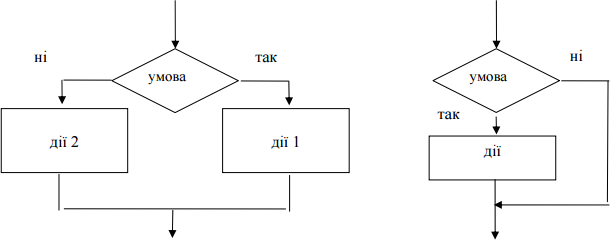 ні
так
умова
дії 2
дії 1
ні
умова
так
дії